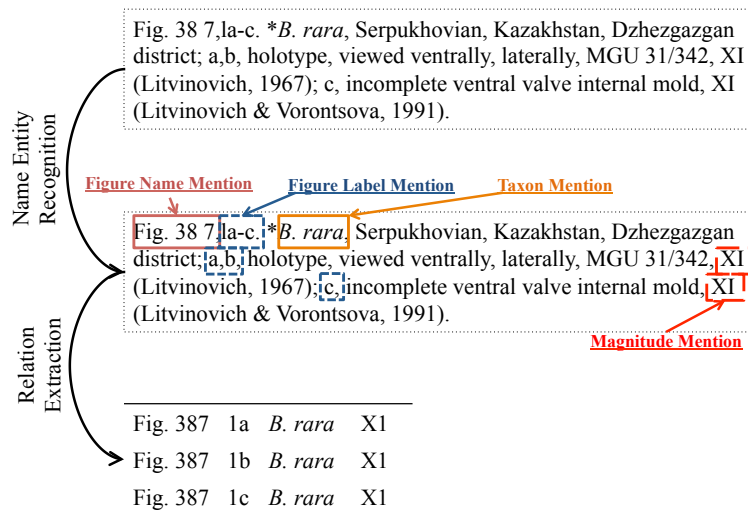 Fig. 38 7,la-c. *B. rara, Serpukhovian, Kazakhstan, Dzhezgazgan
district; a,b, holotype, viewed ventrally, laterally, MGU 31/342, XI
(Litvinovich, 1967); c, incomplete ventral valve internal mold, XI
(Litvinovich & Vorontsova, 1991).
Name Entity
Recognition
Figure Name Mention
Figure Label Mention
Taxon Mention
Fig. 38 7,la-c. *B. rara, Serpukhovian, Kazakhstan, Dzhezgazgan
district; a,b, holotype, viewed ventrally, laterally, MGU 31/342, XI
(Litvinovich, 1967); c, incomplete ventral valve internal mold, XI
(Litvinovich & Vorontsova, 1991).
Magnitude Mention
Relation
Extraction
Fig. 387 1a B. rara X1
Fig. 387 1b B. rara X1
Fig. 387 1c B. rara X1